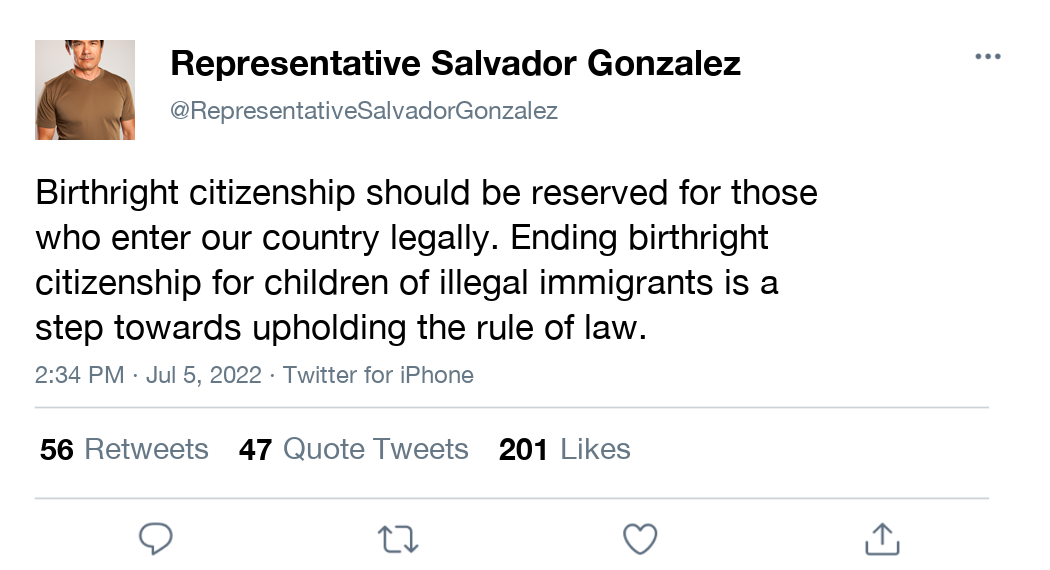 Representative Salvador Gonzalez
@RepresentativeSalvadorGonzalez
Birthright citizenship should be reserved for those
who enter our country legally. Ending birthright
citizenship for children of illegal immigrants is a
step towards upholding the rule of law.
2:34 PM · Jul 5, 2022 · Twitter for iPhone
56 Retweets 47 Quote Tweets 201 Likes